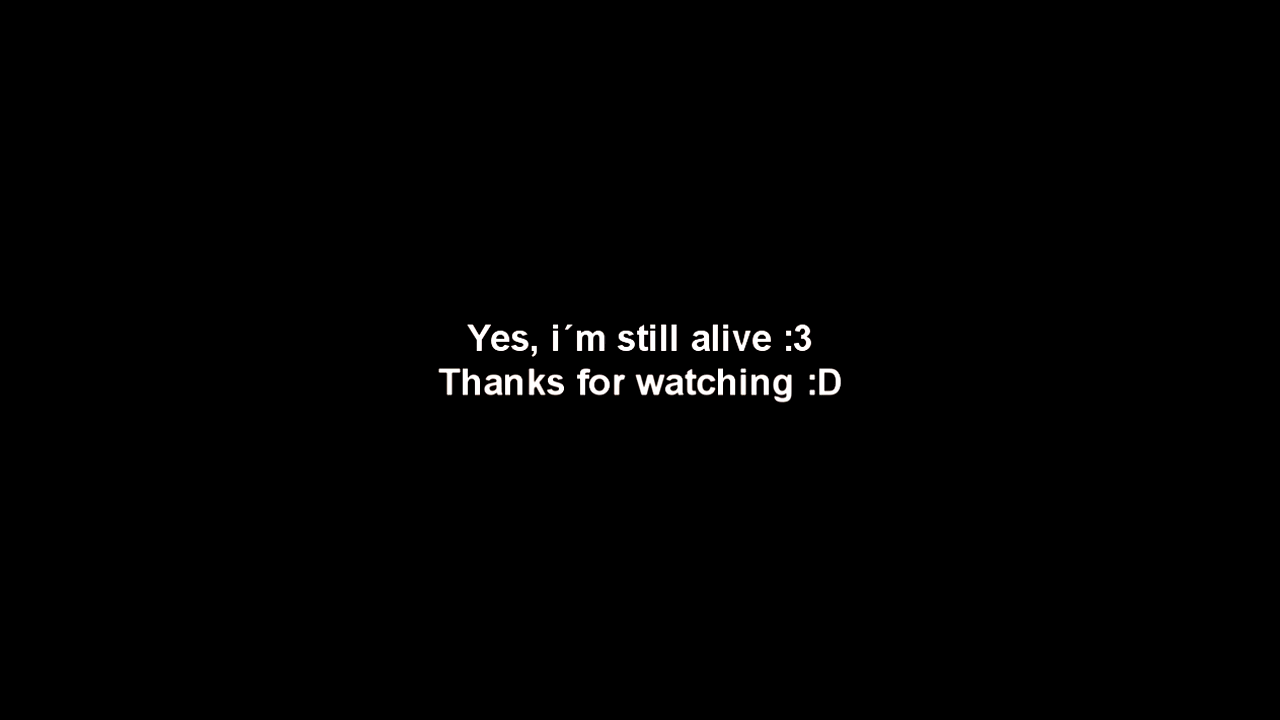 Yes, i´m still alive :3
Thanks for watching :D